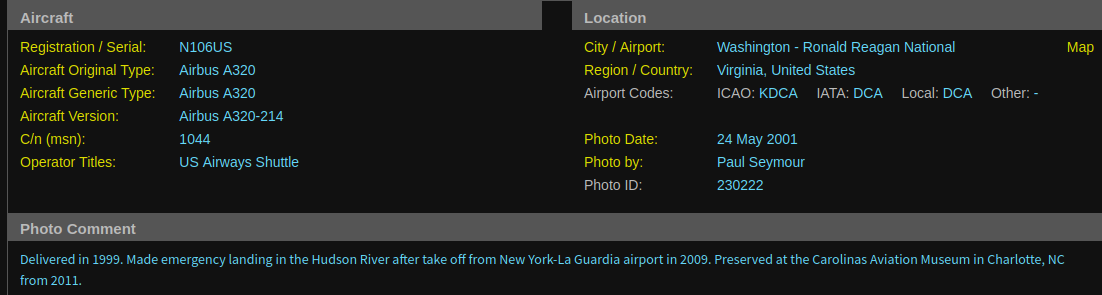 Aircraft
Registration / Serial: N106US
Aircraft Original Type: Airbus A320
Aircraft Generic Type: Airbus A320
Aircraft Version: Airbus A320-214
C/n (msn): 1044
Operator Titles: US Airways Shuttle
Location
City / Airport: Washington - Ronald Reagan National Map
Region / Country: Virginia, United States
Airport Codes: ICAO: KDCA IATA: DCA Local: DCA Other: -
Photo Date: 24 May 2001
Photo by: Paul Seymour
Photo ID: 230222
Photo Comment
Delivered in 1999. Made emergency landing in the Hudson River after take off from New York-La Guardia airport in 2009. Preserved at the Carolinas Aviation Museum in Charlotte, NC
from 2011.